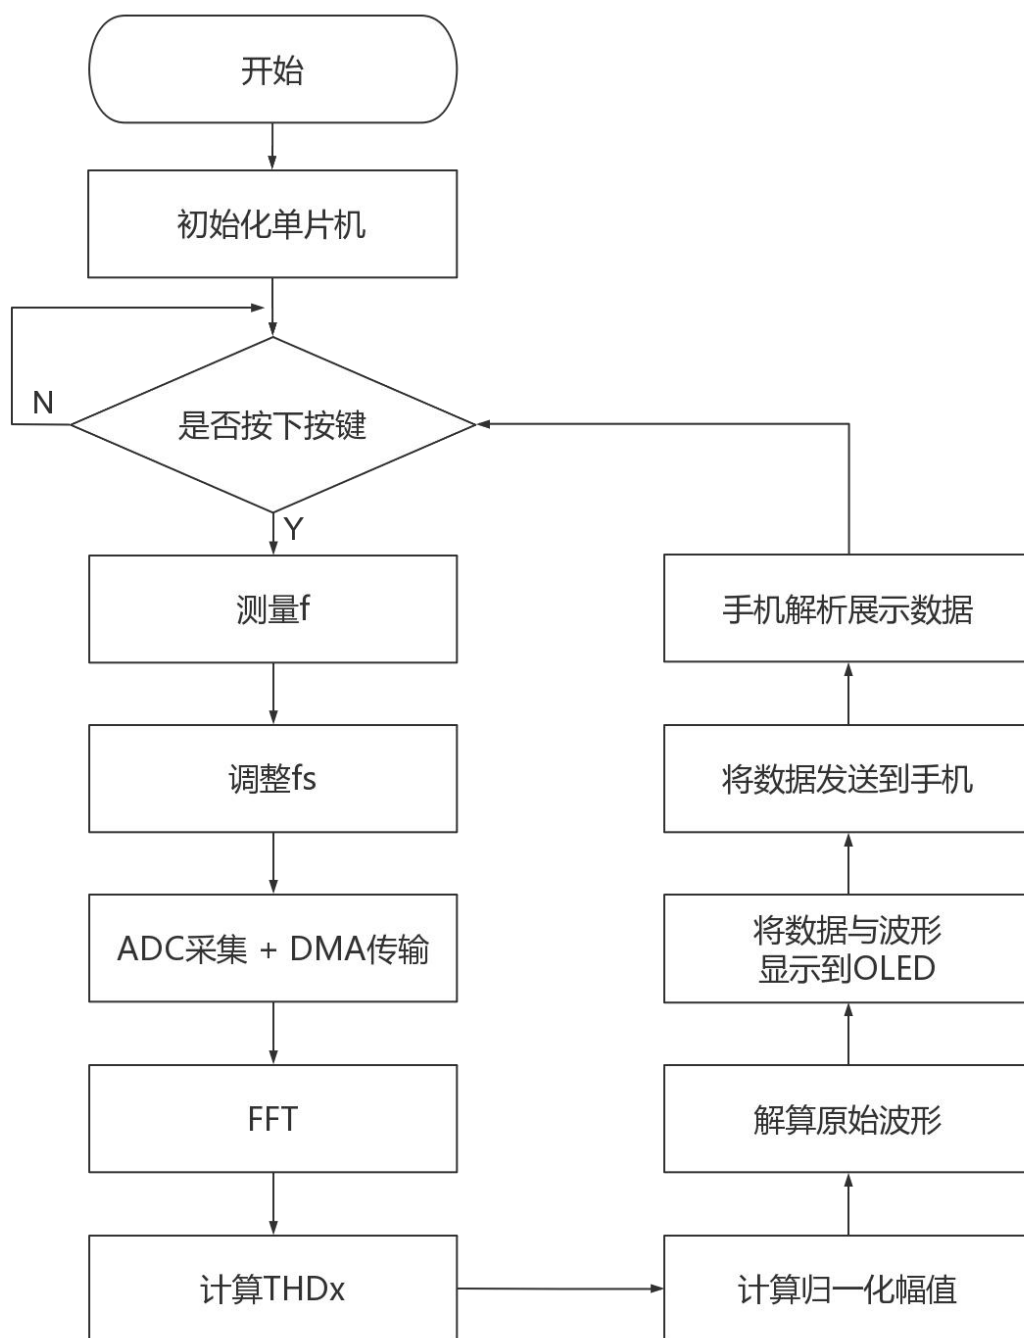 开始
初始化单片机
N
是否按下按键
Y
测量f
调整fs
ADC采集 + DMA传输
FFT
计算THDx
计算归一化幅值
解算原始波形
将数据与波形
显示到OLED
将数据发送到手机
手机解析展示数据